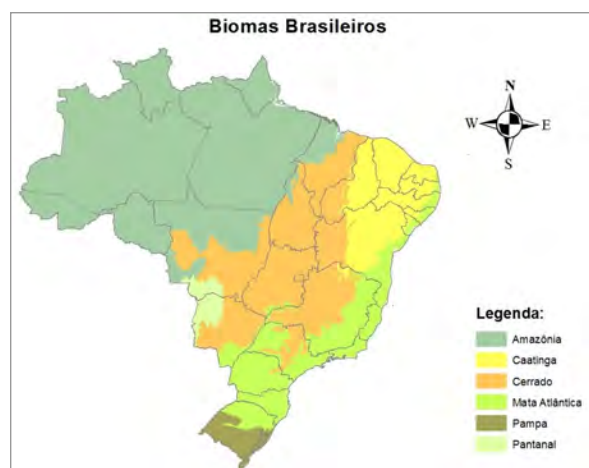 Biomas Brasileiros
N
W E
S
Legenda:
Amazônia
Caatinga
Cerrado
Mata Atlântica
Pampa
Pantanal